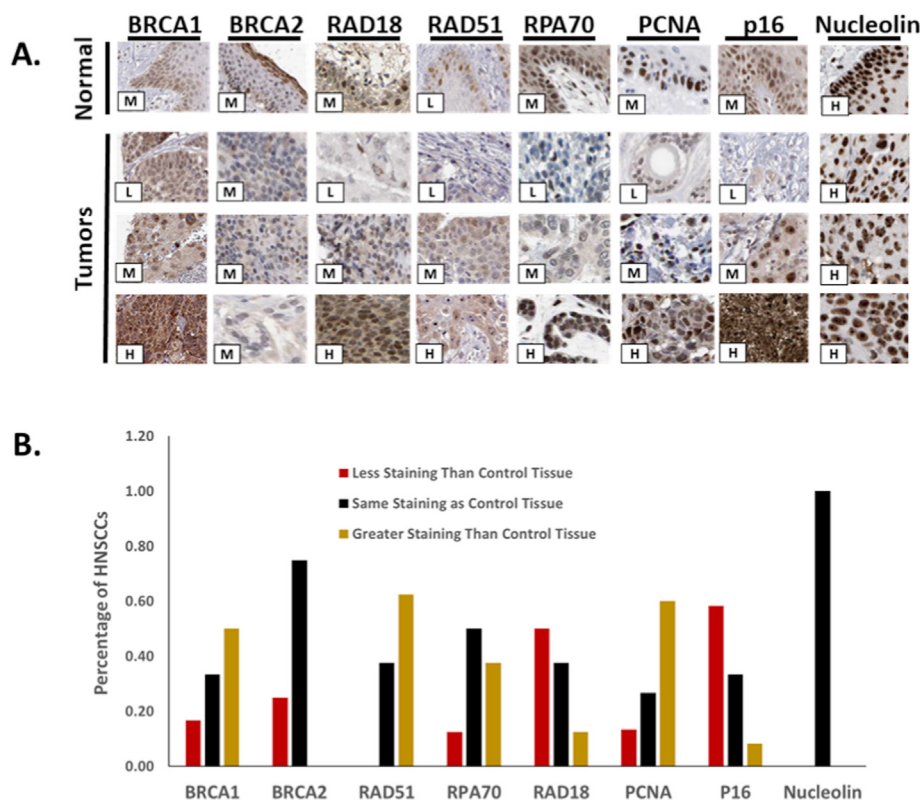 A.
BRCA1 BRCA2 RAD18 RAD51 RPA70 PCNA p16 Nucleolin
Normal
M M M L M M M H
Tumors
L M L L L L L H
M M M M M M M H
H M H H H H H H
B.
Percentage of HNSCCs
1.20
1.00
0.80
0.60
0.40
0.20
0.00
Less Staining Than Control Tissue
Same Staining as Control Tissue
Greater Staining Than Control Tissue
BRCA1 BRCA2 RAD51 RPA70 RAD18 PCNA P16 Nucleolin